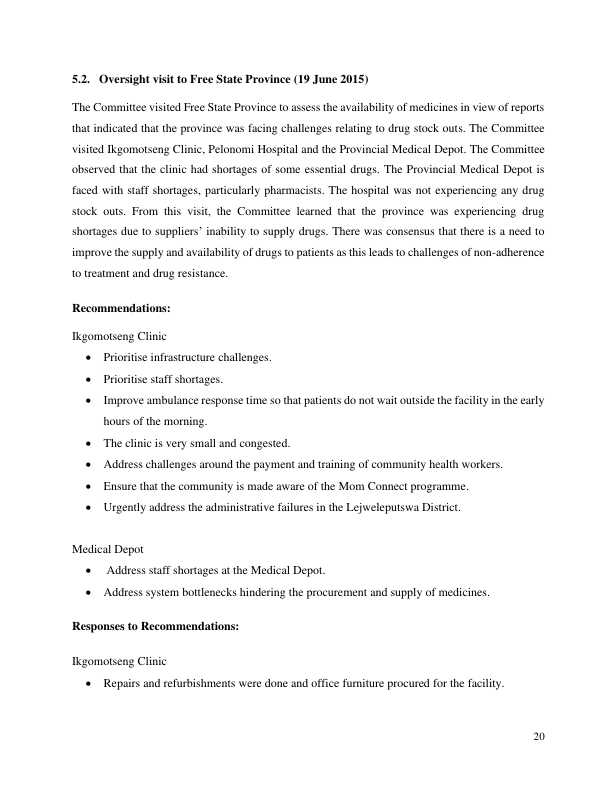 5.2. Oversight visit to Free State Province (19 June 2015)
The Committee visited Free State Province to assess the availability of medicines in view of reports
that indicated that the province was facing challenges relating to drug stock outs. The Committee
visited Ikgomotseng Clinic, Pelonomi Hospital and the Provincial Medical Depot. The Committee
observed that the clinic had shortages of some essential drugs. The Provincial Medical Depot is
faced with staff shortages, particularly pharmacists. The hospital was not experiencing any drug
stock outs. From this visit, the Committee learned that the province was experiencing drug
shortages due to suppliers’ inability to supply drugs. There was consensus that there is a need to
improve the supply and availability of drugs to patients as this leads to challenges of non-adherence
to treatment and drug resistance.
Recommendations:
Ikgomotseng Clinic
• Prioritise infrastructure challenges.
• Prioritise staff shortages.
• Improve ambulance response time so that patients do not wait outside the facility in the early
hours of the morning.
• The clinic is very small and congested.
• Address challenges around the payment and training of community health workers.
• Ensure that the community is made aware of the Mom Connect programme.
• Urgently address the administrative failures in the Lejweleputswa District.
Medical Depot
• Address staff shortages at the Medical Depot.
• Address system bottlenecks hindering the procurement and supply of medicines.
Responses to Recommendations:
Ikgomotseng Clinic
• Repairs and refurbishments were done and office furniture procured for the facility.
20